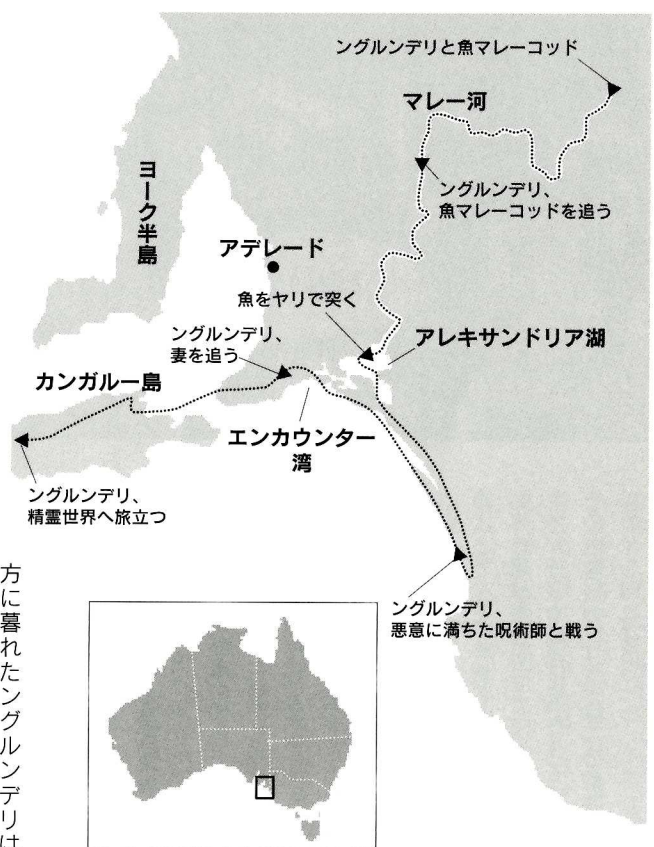 ングルンデリと魚マレーコッド
マレー河
ヨーク半島
ングルンデリ、
魚マレーコッドを追う
アデレード
魚をヤリで突く
ングルンデリ、
妻を追う
アレキサンドリア湖
カンガルー島
エンカウンター
湾
ングルンデリ、
精霊世界へ旅立つ
ングルンデリ、
悪意に満ちた呪術師と戦う
方に暮れたングルンデリは